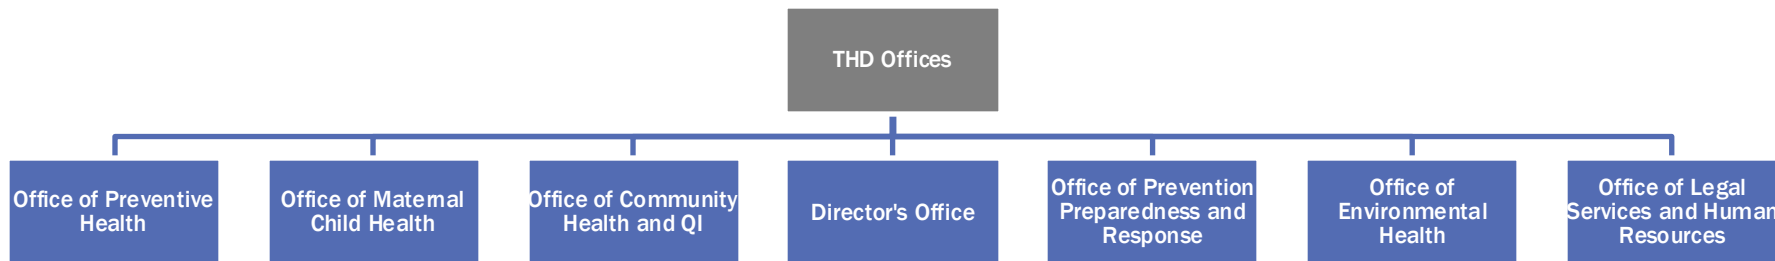 THD Offices
Office of Preventive
Health
Office of Maternal
Child Health
Office of Community
Health and QI
Director's Office
Office of Prevention
Preparedness and
Response
Office of
Environmental
Health
Office of Legal
Services and Human
Resources